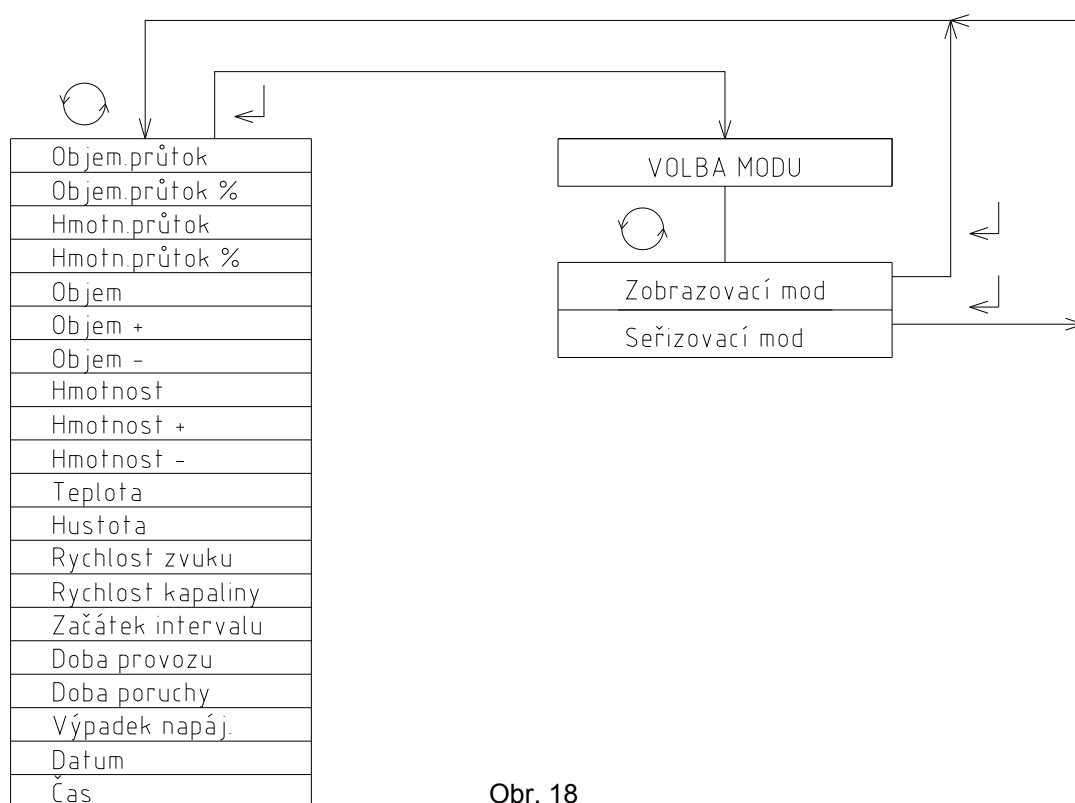 Objem.průtok
Objem.průtok %
Hmotn.průtok
Hmotn.průtok %
Objem
Objem +
Objem -
Hmotnost
Hmotnost +
Hmotnost -
Teplota
Hustota
Rychlost zvuku
Rychlost kapaliny
Začátek intervalu
Doba provozu
Doba poruchy
Výpadek napáj.
Datum
Čas
VOLBA MODU
Zobrazovací mod
Seřizovací mod
Obr. 18